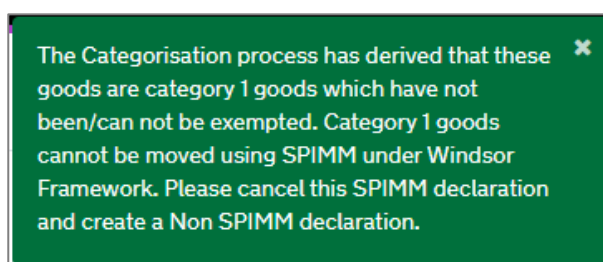 The Categorisation process has derived that these
goods are category 1 goods which have not
been/can not be exempted. Category 1 goods
cannot be moved using SPIMM under Windsor
Framework. Please cancel this SPIMM declaration
and create a Non SPIMM declaration.